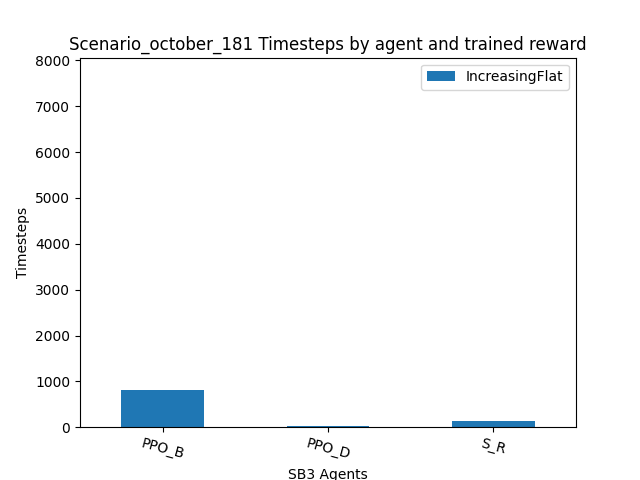 Scenario_october_181 Timesteps by agent and trained reward
IncreasingFlat
8000
7000
6000
5000
4000
3000
2000
1000
0
Timesteps
PPO_B
PPO_D
S_R
SB3 Agents